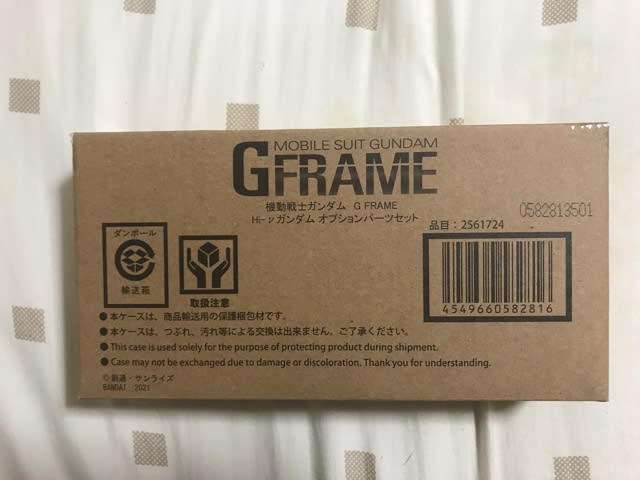 MOBILE SUIT GUNDAM
GFRAME
機動戦士ガンダム G FRAME
Hi-νガンダム オプションパーツセット
0582813501
品目:2561724
4549660582816
ダンボール
輸送箱
取扱注意
●本ケースは、商品輸送用の保護梱包材です。
●本ケースは、つぶれ、汚れ等による交換は出来ません。ご了承ください。
●This case is used solely for the purpose of protecting product during shipment.
●Case may not be exchanged due to damage or discoloration. Thank you for understanding.
©創通・サンライズ
BANDAI 2021